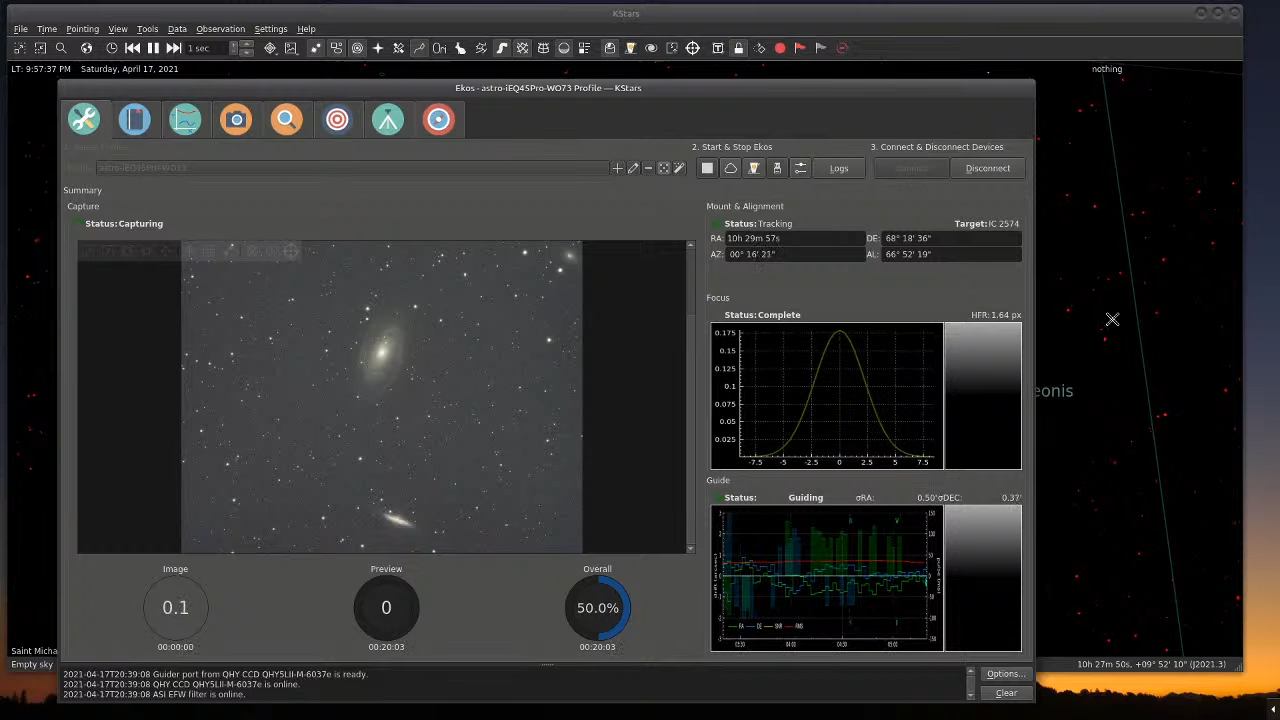 KStars
File Time Pointing View Tools Data Observation Settings Help
1 sec
LT: 9:57:37 PM Saturday, April 17, 2021
nothing
Ekos - astro-iEQ45Pro-WO73 Profile — KStars
2. Start & Stop Ekos
3. Connect & Disconnect Devices
astro-iEQ45Pro-WO73
Logs
Connect
Disconnect
Summary
Capture
Status: Capturing
Mount & Alignment
Status: Tracking
Target: IC 2574
RA: 10h 29m 57s
DE: 68° 18' 36"
AZ: 00° 16' 21"
AL: 66° 52' 19"
Focus
Status: Complete
HFR: 1.64 px
0.175
0.15
0.125
0.1
0.075
0.05
0.025
-7.5 -5 -2.5 0 2.5 5 7.5
eonis
Guide
Status: Guiding σRA: 0.50" σDEC: 0.37"
RA DE SNR RMS
Image
Preview
Overall
0.1
0
50.0%
00:00:00
00:20:03
00:20:03
Saint Micha
Empty sky
10h 27m 50s, +09° 52' 10" (J2021.3)
2021-04-17T20:39:08 Guider port from QHY CCD QHY5LII-M-6037e is ready.
2021-04-17T20:39:08 QHY CCD QHY5LII-M-6037e is online.
2021-04-17T20:39:08 ASI EFW filter is online.
Options...
Clear